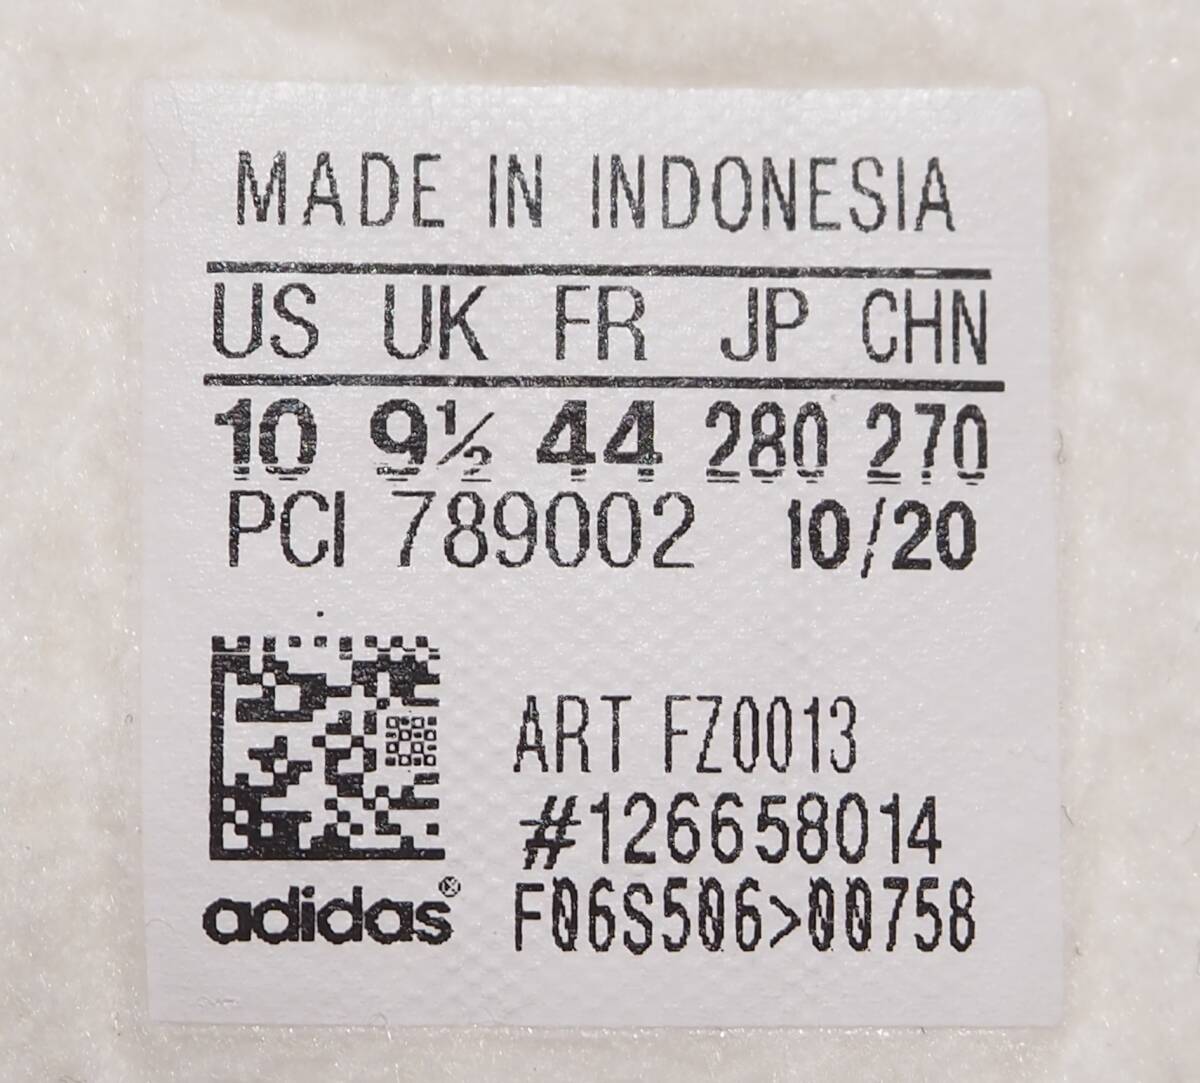 MADE IN INDONESIA
US UK FR JP CHN
10 9½ 44 280 270
PCI 789002 10/20
ART FZ0013
#126658014
adidas® F06S506>00758